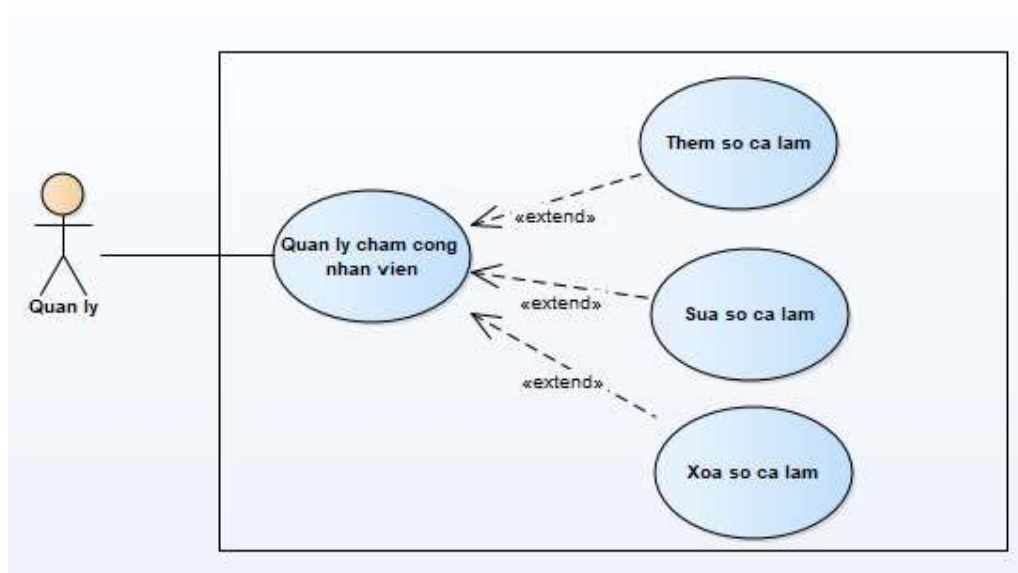 Them so ca lam
«extend»
Quan ly cham cong
nhan vien
«extend»
Sua so ca lam
Quan ly
«extend»
Xoa so ca lam